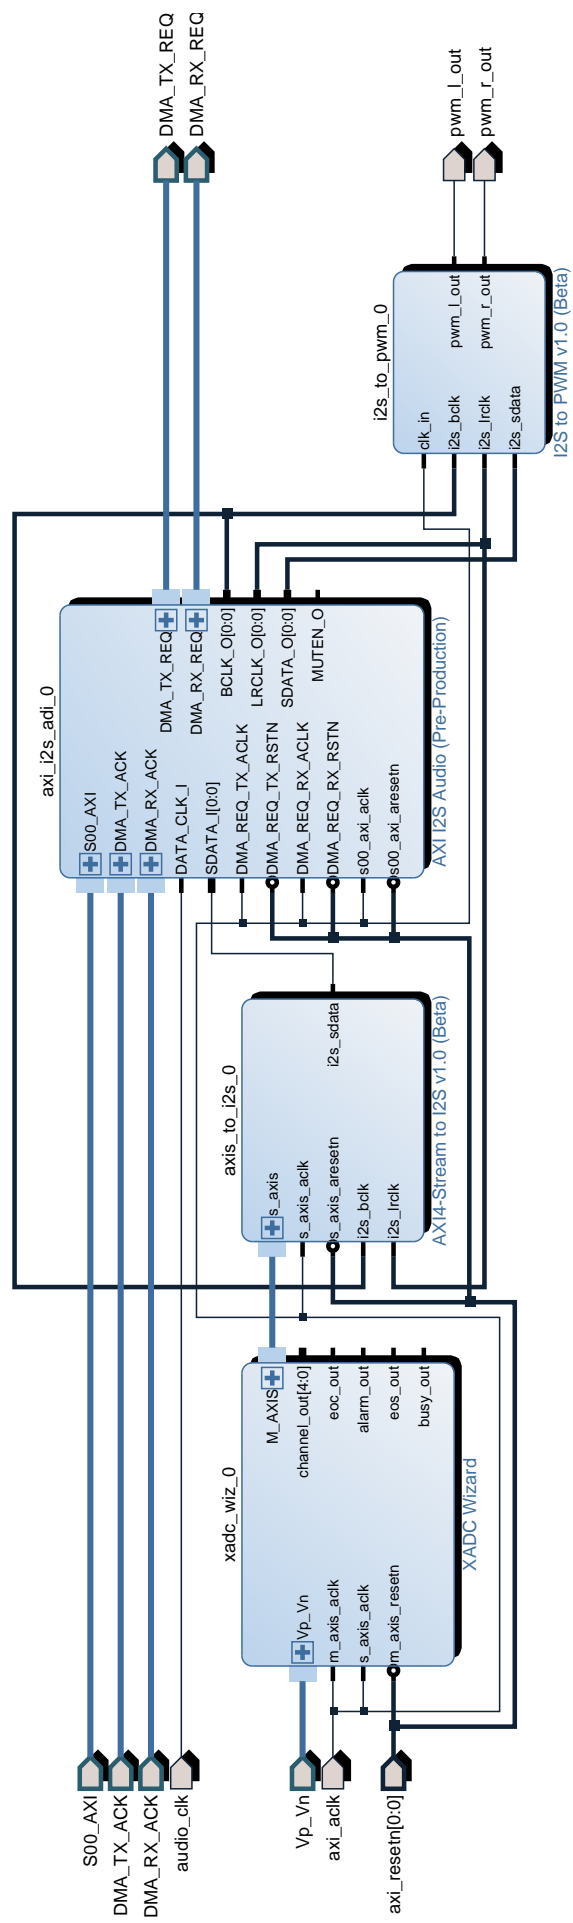 S00_AXI
DMA_TX_ACK
DMA_RX_ACK
audio_clk
Vp_Vn
axi_aclk
axi_resetn[0:0]
xadc_wiz_0
Vp_Vn
m_axis_aclk
s_axis_aclk
m_axis_resetn
M_AXIS
channel_out[4:0]
eoc_out
alarm_out
eos_out
busy_out
XADC Wizard
axis_to_i2s_0
s_axis
s_axis_aclk
s_axis_aresetn
i2s_bclk
i2s_lrclk
i2s_sdata
AXI4-Stream to I2S v1.0 (Beta)
axi_i2s_adi_0
S00_AXI
DMA_TX_ACK
DMA_RX_ACK
DATA_CLK_I
SDATA_I[0:0]
DMA_REQ_TX_ACLK
DMA_REQ_TX_RSTN
DMA_REQ_RX_ACLK
DMA_REQ_RX_RSTN
s00_axi_aclk
s00_axi_aresetn
DMA_TX_REQ
DMA_RX_REQ
BCLK_O[0:0]
LRCLK_O[0:0]
SDATA_O[0:0]
MUTEN_O
AXI I2S Audio (Pre-Production)
i2s_to_pwm_0
clk_in
i2s_bclk
i2s_lrclk
i2s_sdata
pwm_l_out
pwm_r_out
I2S to PWM v1.0 (Beta)
DMA_TX_REQ
DMA_RX_REQ
pwm_l_out
pwm_r_out